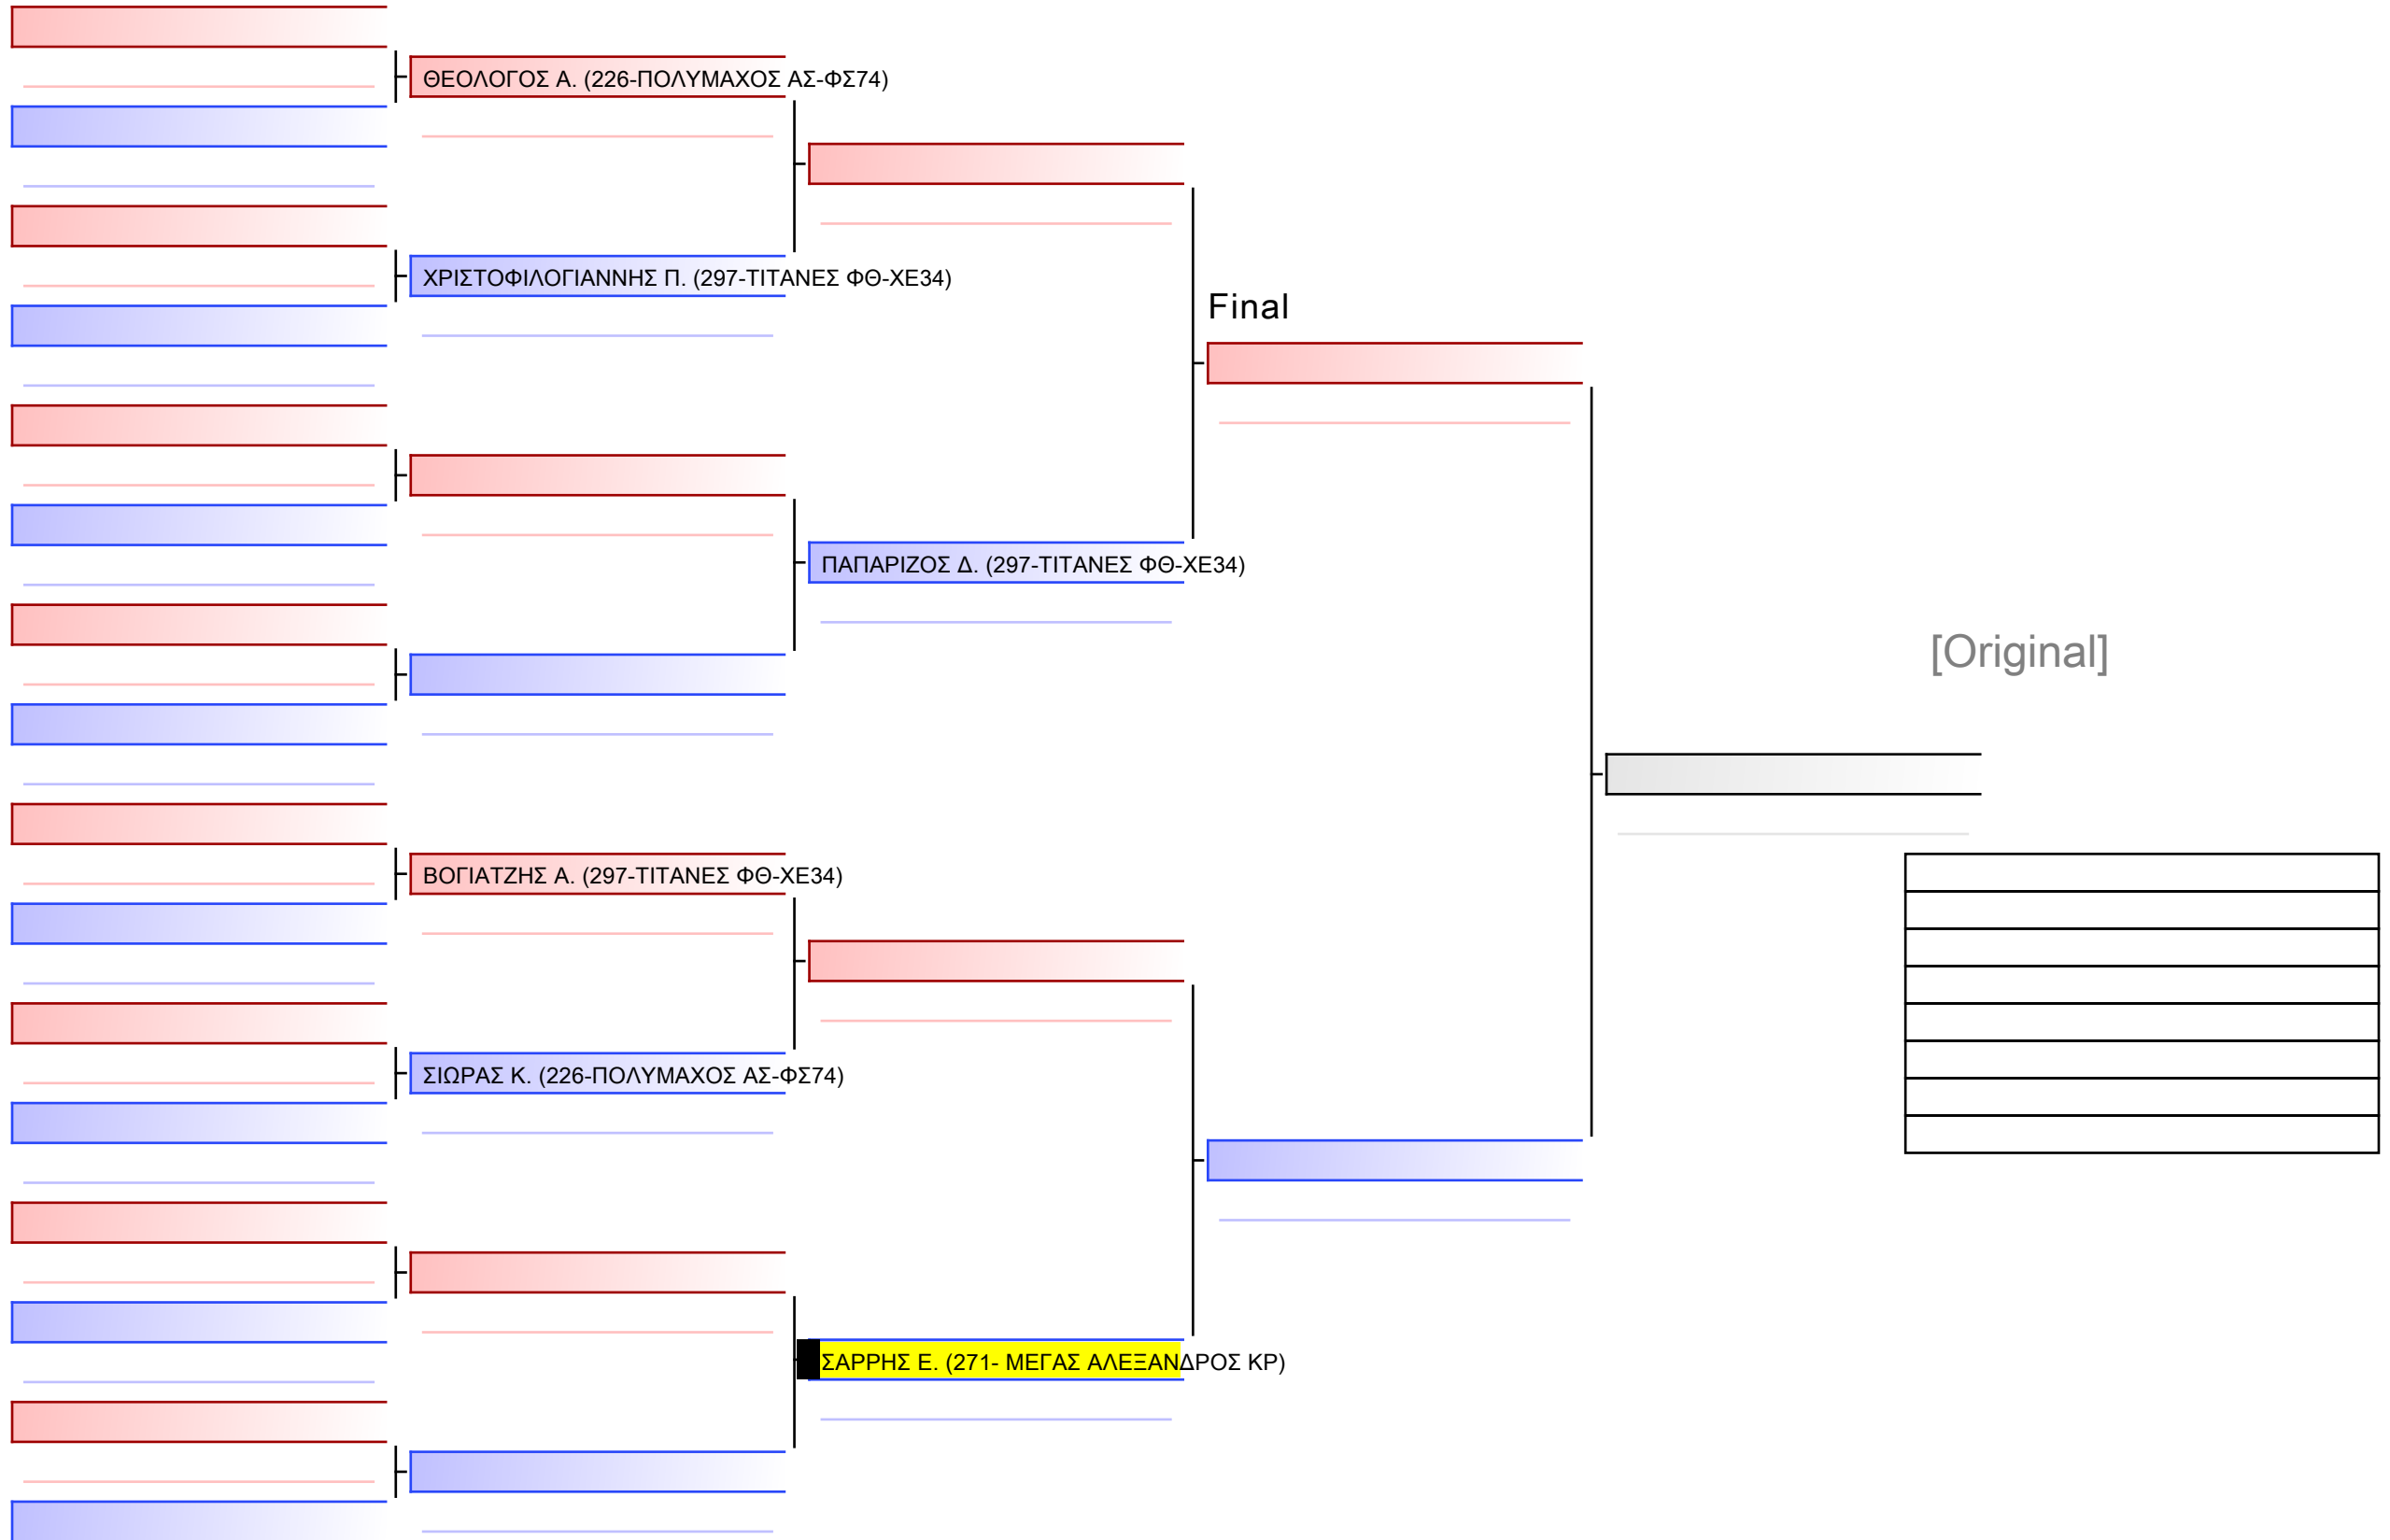 ΘΕΟΛΟΓΟΣ Α. (226-ΠΟΛΥΜΑΧΟΣ ΑΣ-ΦΣ74)
ΧΡΙΣΤΟΦΙΛΟΓΙΑΝΝΗΣ Π. (297-ΤΙΤΑΝΕΣ ΦΘ-ΧΕ34)
Final
ΠΑΠΑΡΙΖΟΣ Δ. (297-ΤΙΤΑΝΕΣ ΦΘ-ΧΕ34)
[Original]
ΒΟΓΙΑΤΖΗΣ Α. (297-ΤΙΤΑΝΕΣ ΦΘ-ΧΕ34)
ΣΙΩΡΑΣ Κ. (226-ΠΟΛΥΜΑΧΟΣ ΑΣ-ΦΣ74)
ΣΑΡΡΗΣ Ε. (271- ΜΕΓΑΣ ΑΛΕΞΑΝΔΡΟΣ ΚΡ)